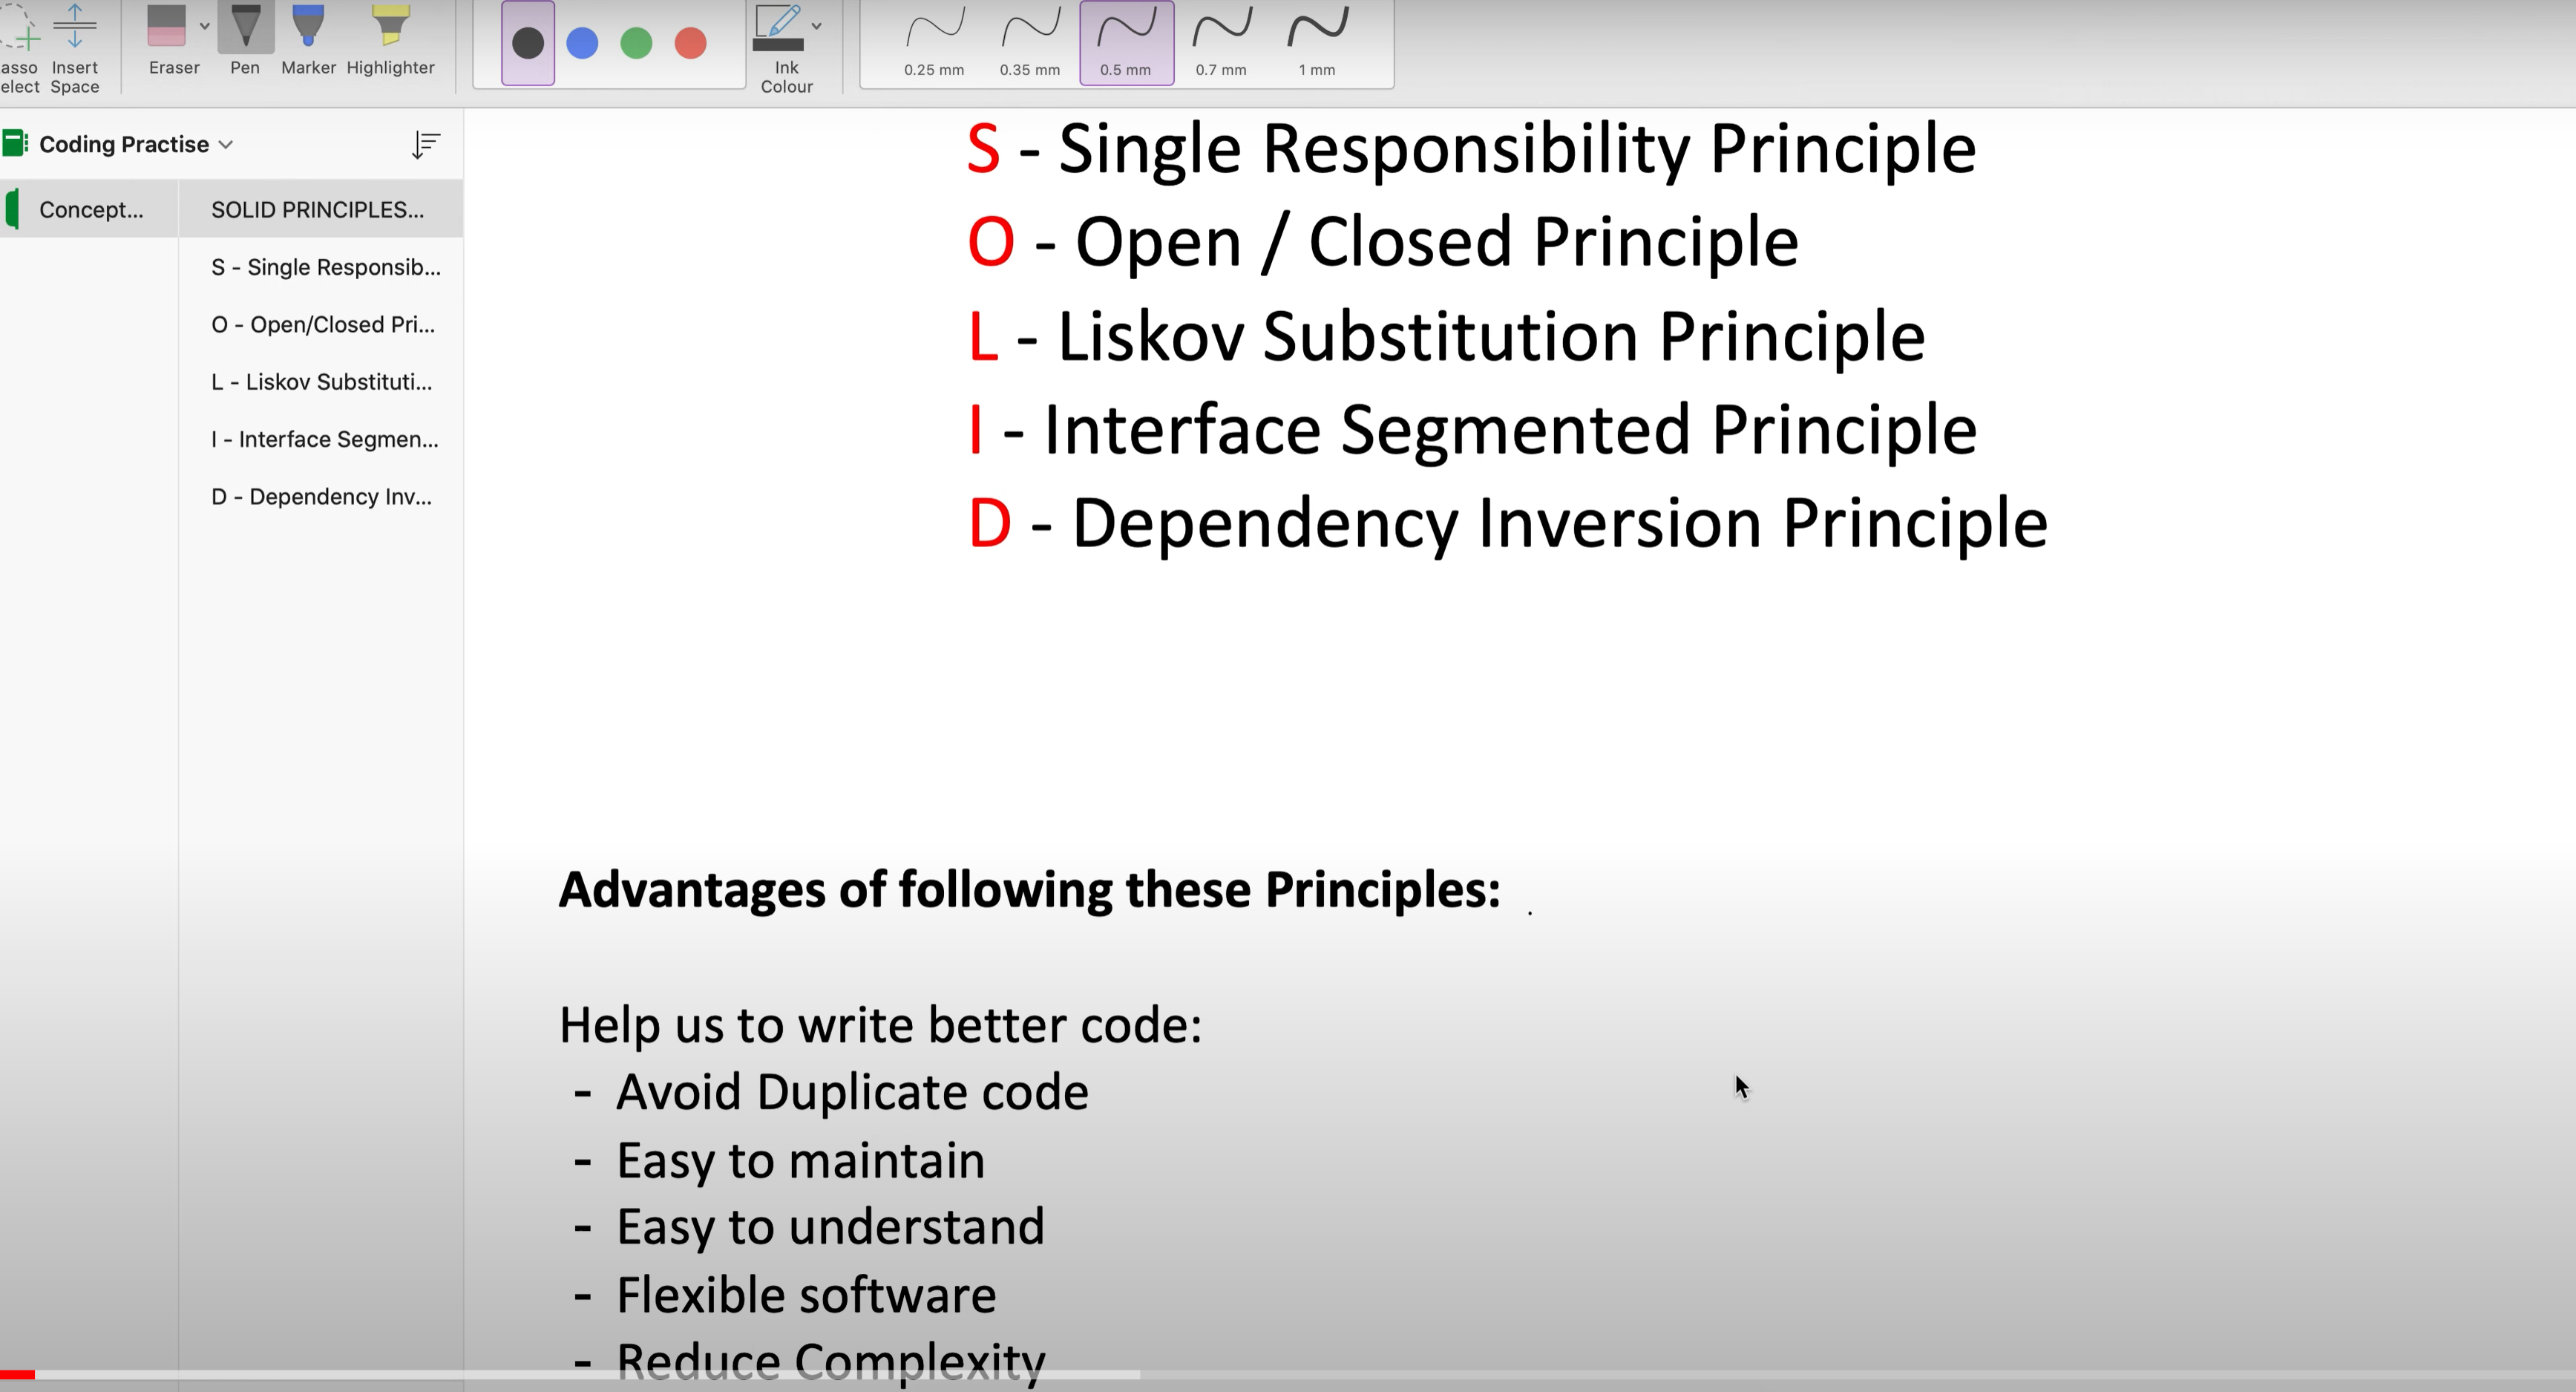 asso
elect
Insert
Space
Eraser
Pen
Marker
Highlighter
Ink
Colour
0.25 mm
0.35 mm
0.5 mm
0.7 mm
1 mm
Coding Practise
Concept...
SOLID PRINCIPLES...
S - Single Responsib...
O - Open/Closed Pri...
L - Liskov Substituti...
I - Interface Segmen...
D - Dependency Inv...
S - Single Responsibility Principle
O - Open / Closed Principle
L - Liskov Substitution Principle
I - Interface Segmented Principle
D - Dependency Inversion Principle
Advantages of following these Principles:
Help us to write better code:
- Avoid Duplicate code
- Easy to maintain
- Easy to understand
- Flexible software
- Reduce Complexity